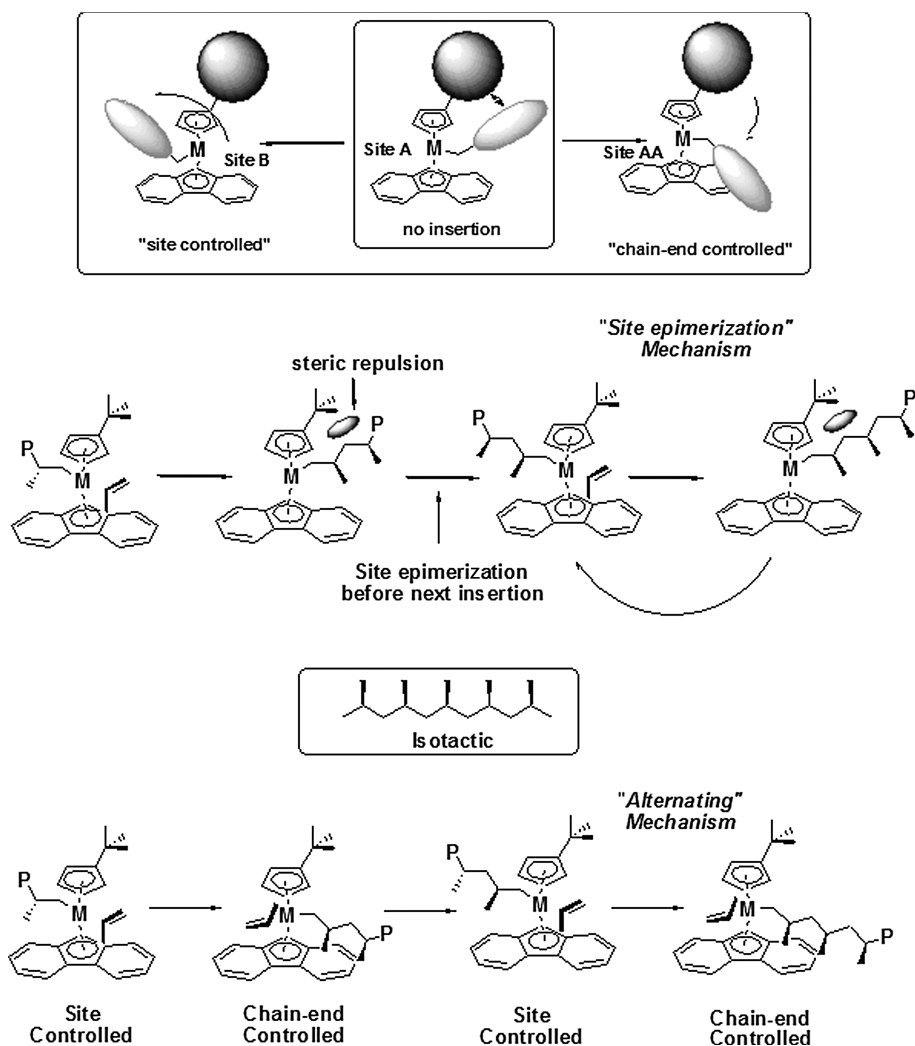 M
Site B
"site controlled"
Site A
M
no insertion
M
Site AA
"chain-end controlled"
"Site epimerization"
Mechanism
steric repulsion
P
M
P
M
P
M
P
M
Site epimerization
before next insertion
Isotactic
"Alternating"
Mechanism
P
M
M
P
P
M
M
P
Site
Controlled
Chain-end
Controlled
Site
Controlled
Chain-end
Controlled